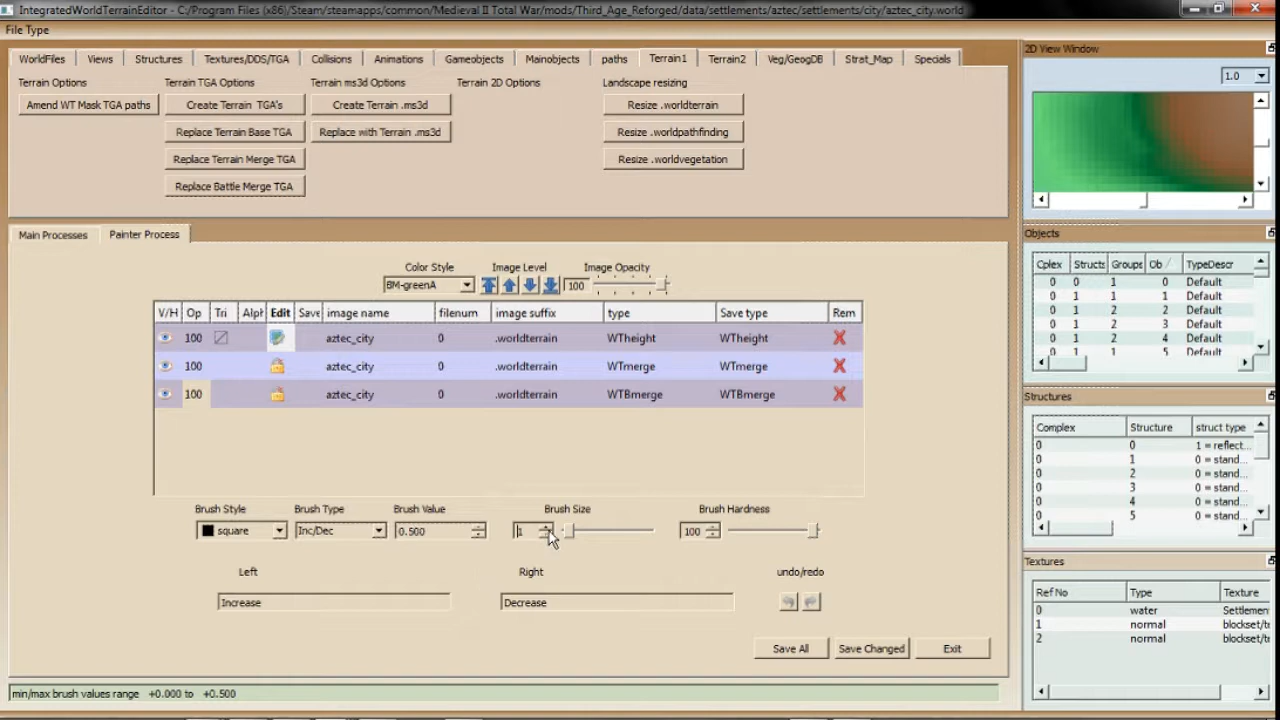 IntegratedWorldTerrainEditor - C:/Program Files (x86)/Steam/steamapps/common/Medieval II Total War/mods/Third_Age_Reforged/data/settlements/aztec/settlements/city/aztec_city.world
File Type
WorldFiles Views Structures Textures/DDS/TGA Collisions Animations Gameobjects Mainobjects paths Terrain1 Terrain2 Veg/GeogDB Strat_Map Specials
Terrain Options Terrain TGA Options Terrain ms3d Options Terrain 2D Options Landscape resizing
Amend WT Mask TGA paths Create Terrain TGA's Create Terrain .ms3d Resize .worldterrain
Replace Terrain Base TGA Replace with Terrain .ms3d Resize .worldpathfinding
Replace Terrain Merge TGA Resize .worldvegetation
Replace Battle Merge TGA
Main Processes Painter Process
Color Style Image Level Image Opacity
BM-greenA 100
V/H Op Tri Alph Edit Save image name filenum image suffix type Save type Rem
100 aztec_city 0 .worldterrain WTheight WTheight
100 aztec_city 0 .worldterrain WTmerge WTmerge
100 aztec_city 0 .worldterrain WTBmerge WTBmerge
Brush Style Brush Type Brush Value Brush Size Brush Hardness
square Inc/Dec 0.500 1 100
Left Right undo/redo
Increase Decrease
Save All Save Changed Exit
min/max brush values range +0.000 to +0.500
2D View Window
1.0
Objects
Cplex Structs Groups Ob TypeDescr
0 0 1 0 Default
0 1 1 1 Default
0 1 2 2 Default
0 1 2 3 Default
0 1 2 4 Default
0 1 1 5 Default
Structures
Complex Structure struct type
0 0 1 = reflect...
0 1 0 = stand...
0 2 0 = stand...
0 3 0 = stand...
0 4 0 = stand...
0 5 0 = stand...
Textures
Ref No Type Texture
0 water Settlemen
1 normal blockset/te
2 normal blockset/te